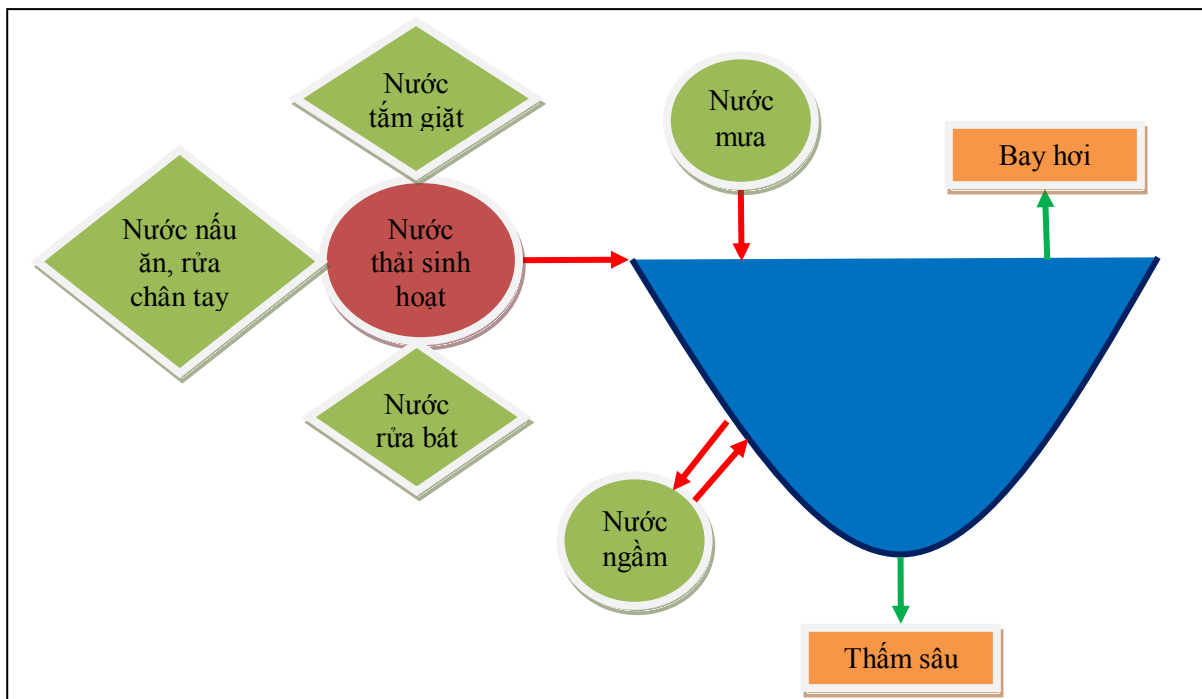 Nước
tắm giặt
Nước
mưa
Bay hơi
Nước nấu
ăn, rửa
chân tay
Nước
thải sinh
hoạt
Nước
rửa bát
Nước
ngầm
Thấm sâu